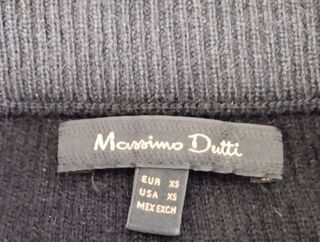 Massimo Dutti
EUR XS
USA XS
MEX EXCH